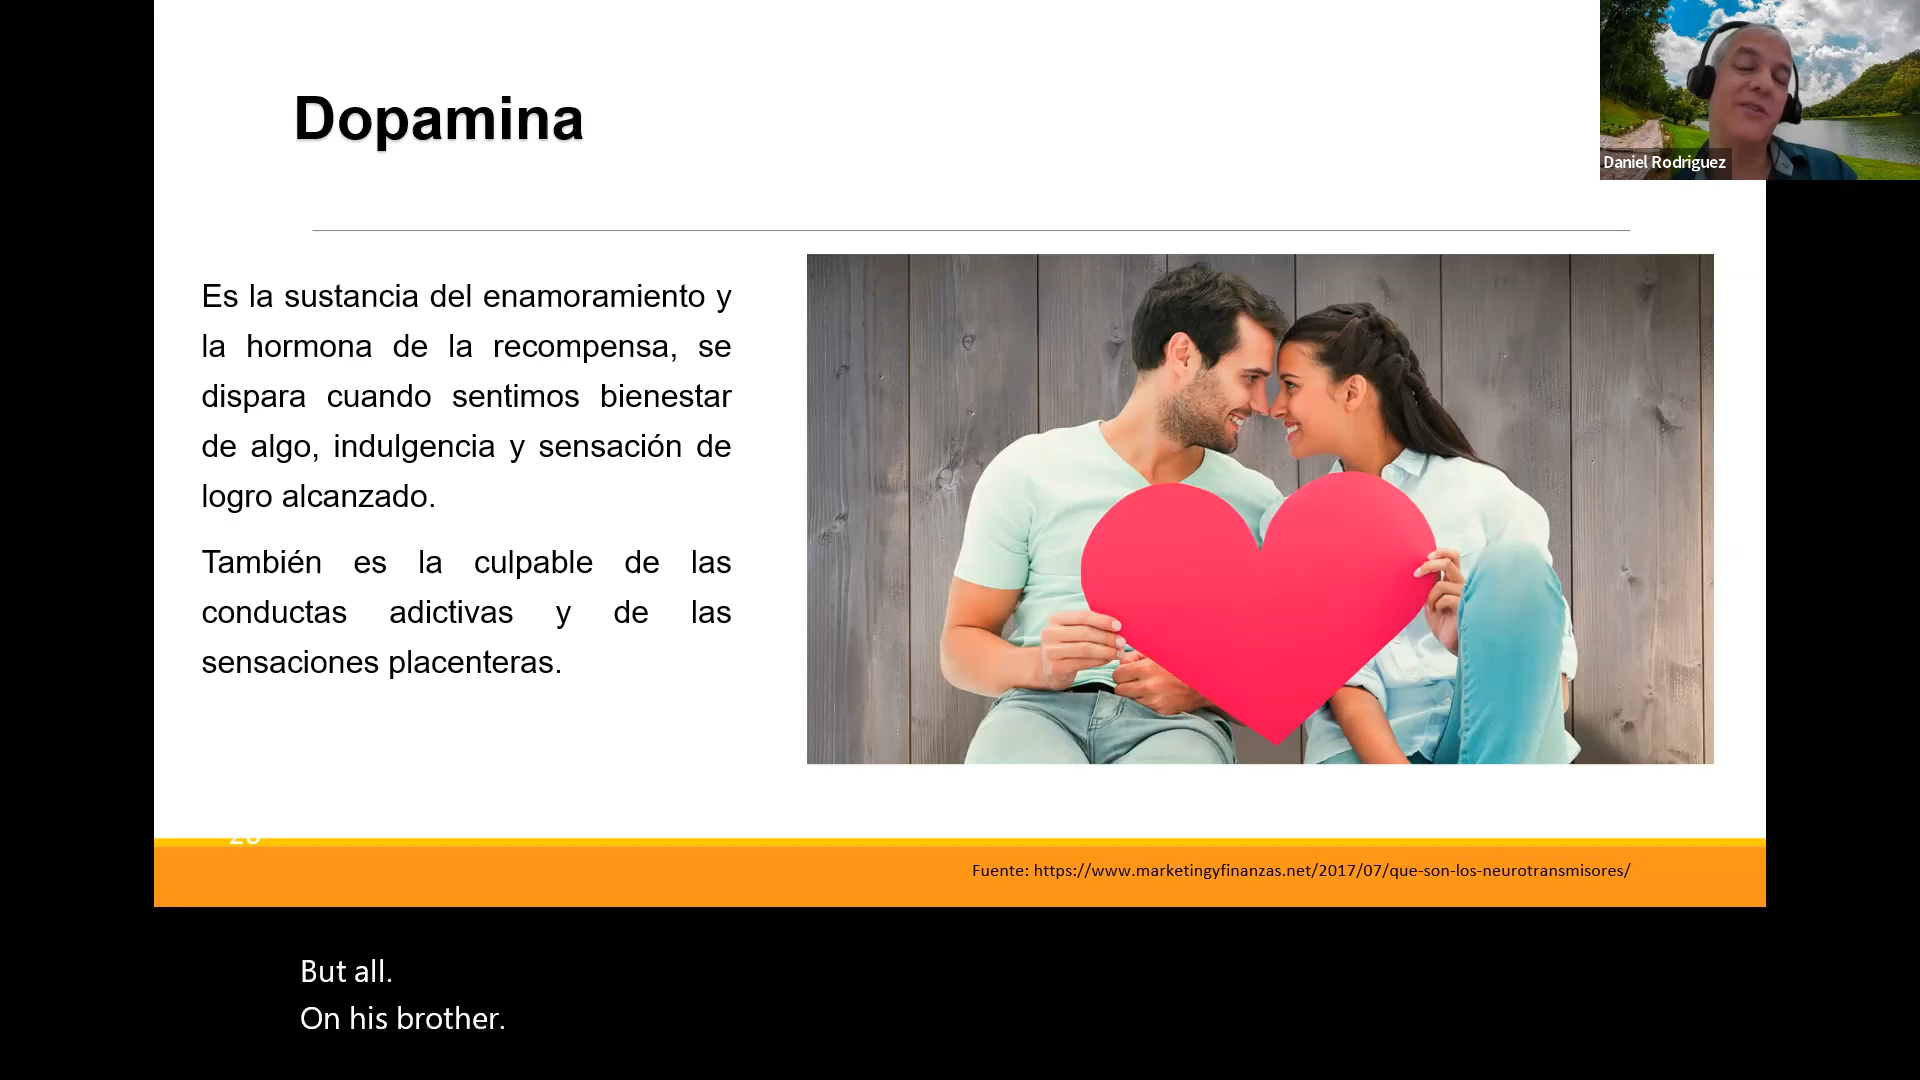 Dopamina
Daniel Rodriguez
Es la sustancia del enamoramiento y
la hormona de la recompensa, se
dispara cuando sentimos bienestar
de algo, indulgencia y sensación de
logro alcanzado.
También es la culpable de las
conductas adictivas y de las
sensaciones placenteras.
Fuente: https://www.marketingyfinanzas.net/2017/07/que-son-los-neurotransmisores/
But all.
On his brother.